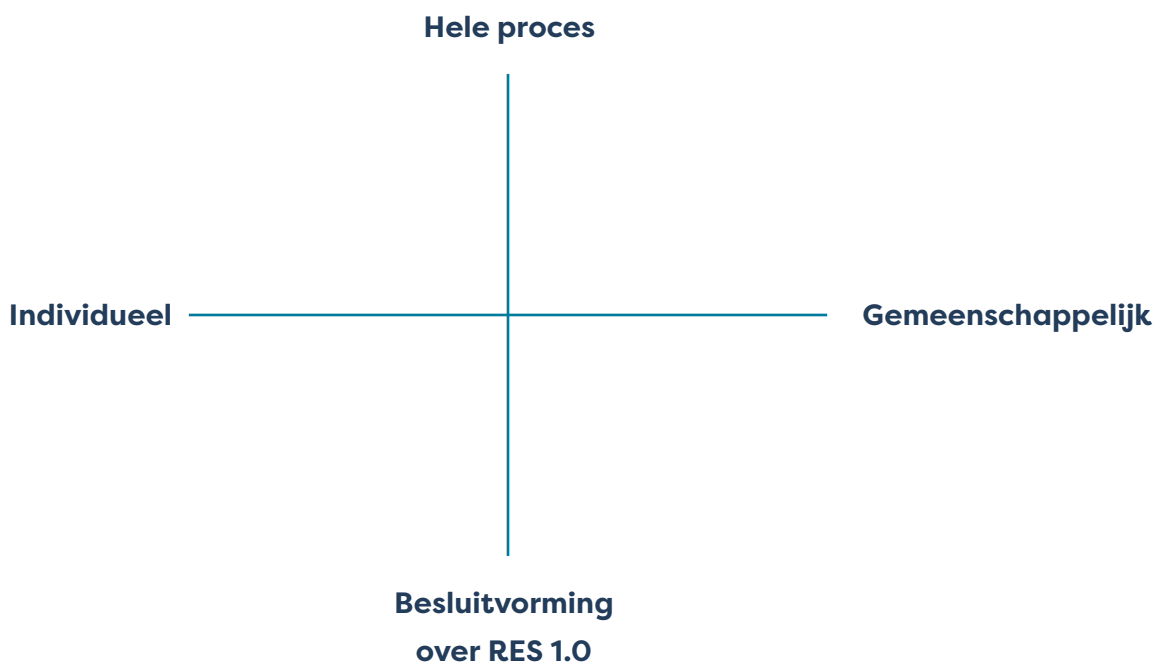 Hele proces
Individueel
Gemeenschappelijk
Besluitvorming
over RES 1.0